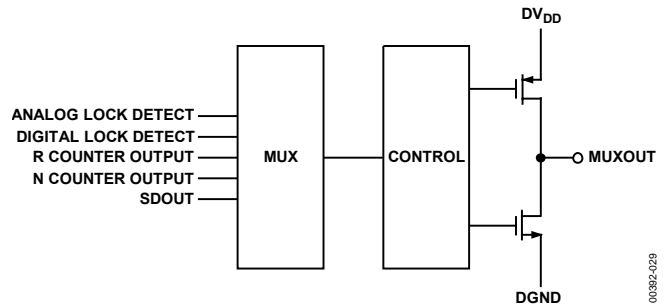 DVDD
ANALOG LOCK DETECT
DIGITAL LOCK DETECT
R COUNTER OUTPUT
N COUNTER OUTPUT
SDOUT
MUX
CONTROL
MUXOUT
DGND
00392-029